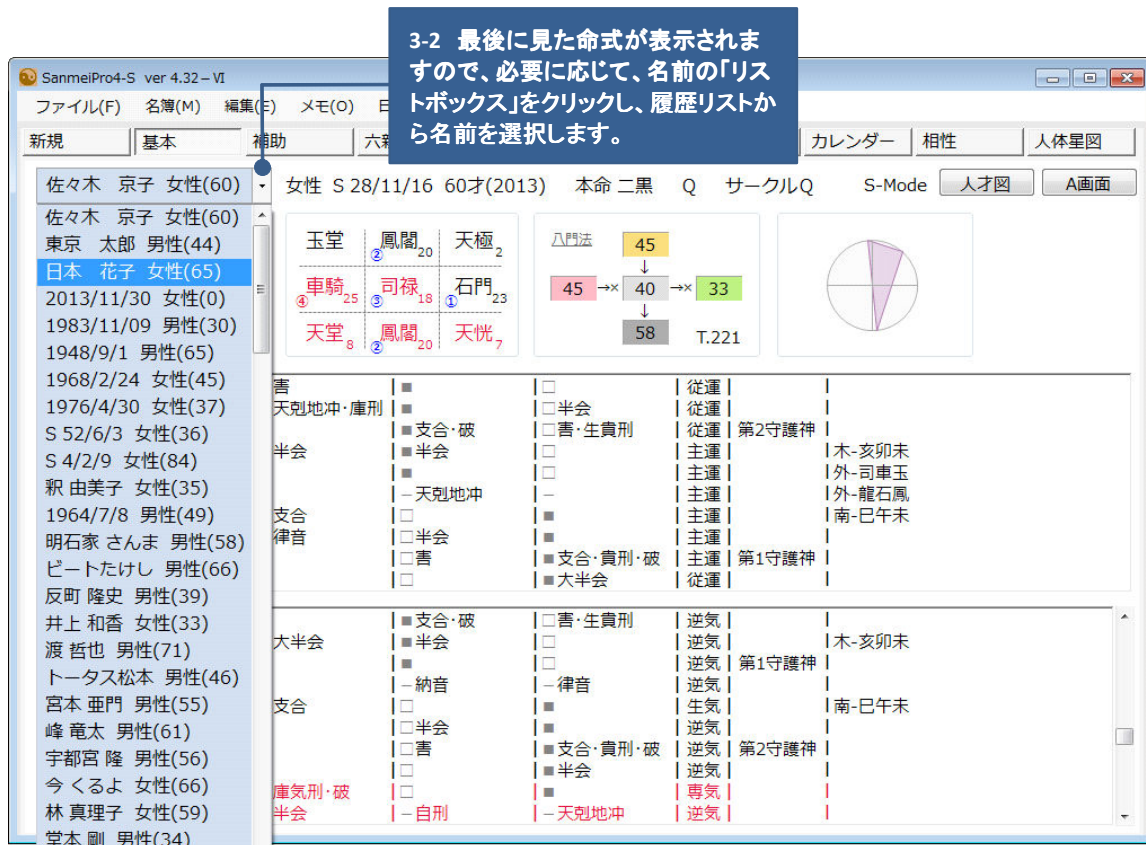 3-2 最後に見た命式が表示されま
すので、必要に応じて、名前の「リス
トボックス」をクリックし、履歴リストか
ら名前を選択します。
SanmeiPro4-S ver 4.32 – Ⅵ
ファイル(F) 名簿(M) 編集(E) メモ(O)
新規 基本 補助 カレンダー 相性 人体星図
佐々木 京子 女性(60) 女性 S 28/11/16 60才(2013) 本命 二黒 Q サークルQ S-Mode 人才図 A画面
佐々木 京子 女性(60)
東京 太郎 男性(44)
日本 花子 女性(65)
2013/11/30 女性(0)
1983/11/09 男性(30)
1948/9/1 男性(65)
1968/2/24 女性(45)
1976/4/30 女性(37)
S 52/6/3 女性(36)
S 4/2/9 女性(84)
釈 由美子 女性(35)
1964/7/8 男性(49)
明石家 さんま 男性(58)
ビートたけし 男性(66)
反町 隆史 男性(39)
井上 和香 女性(33)
渡 哲也 男性(71)
トータス松本 男性(46)
宮本 亜門 男性(55)
峰 竜太 男性(61)
宇都宮 隆 男性(56)
今 くるよ 女性(66)
林 真理子 女性(59)
堂本 剛 男性(34)
玉堂 ②鳳閣20 天極2
④車騎25 ③司禄18 ①石門23
天堂8 ②鳳閣20 天恍7
八門法 45
↓
45 →× 40 →× 33
↓
58 T.221
害 | ■ | □ | 従運 | |
天剋地冲・庫刑 | ■ | □半会 | 従運 | |
| ■支合・破 | □害・生貴刑 | 従運 | 第2守護神 |
半会 | ■半会 | □ | 主運 | | 木-亥卯未
| ■ | □ | 主運 | | 外-司車玉
| –天剋地冲 | – | 主運 | | 外-龍石鳳
支合 | □ | ■ | 主運 | | 南-巳午未
律音 | □半会 | ■ | 主運 | |
| □害 | ■支合・貴刑・破 | 主運 | 第1守護神 |
| □ | ■大半会 | 従運 | |
| ■支合・破 | □害・生貴刑 | 逆気 | |
大半会 | ■半会 | □ | 逆気 | | 木-亥卯未
| ■ | □ | 逆気 | 第1守護神 |
| –納音 | –律音 | 逆気 | |
支合 | □ | ■ | 生気 | | 南-巳午未
| □半会 | ■ | 逆気 | |
| □害 | ■支合・貴刑・破 | 逆気 | 第2守護神 |
| □ | ■半会 | 逆気 | |
庫気刑・破 | □ | ■ | 専気 | |
半会 | –自刑 | –天剋地冲 | 逆気 | |